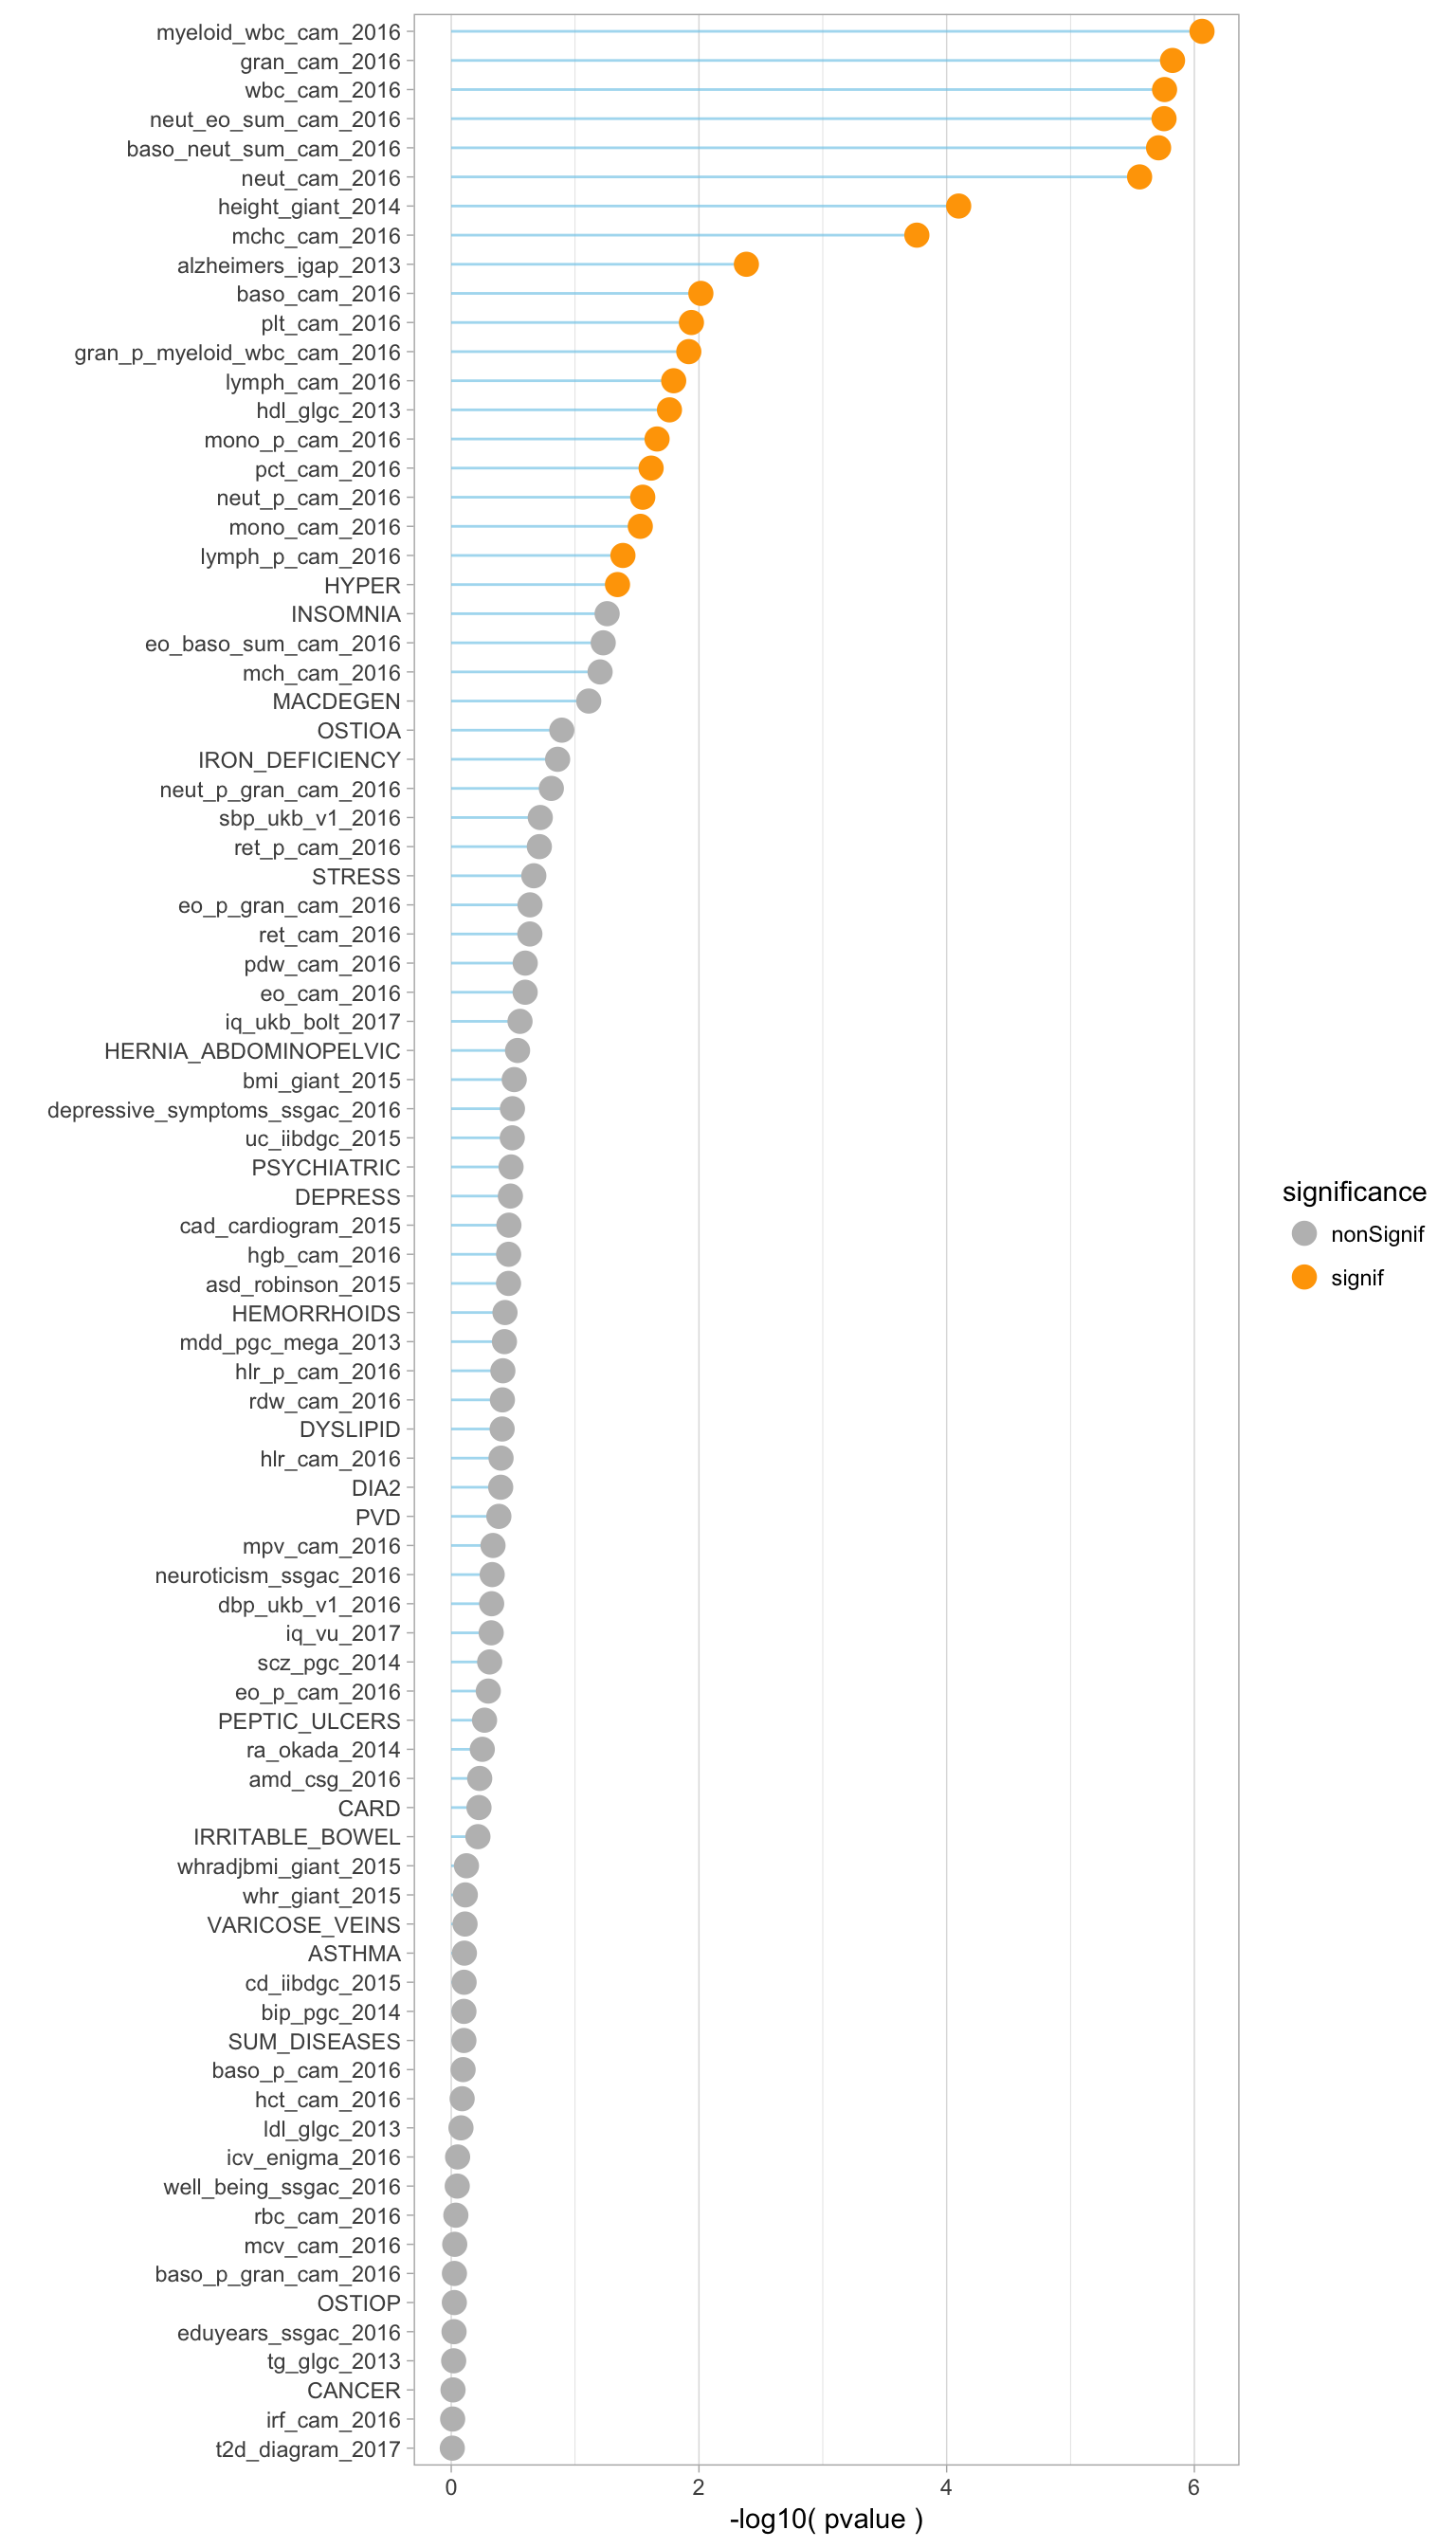 myeloid_wbc_cam_2016
gran_cam_2016
wbc_cam_2016
neut_eo_sum_cam_2016
baso_neut_sum_cam_2016
neut_cam_2016
height_giant_2014
mchc_cam_2016
alzheimers_igap_2013
baso_cam_2016
plt_cam_2016
gran_p_myeloid_wbc_cam_2016
lymph_cam_2016
hdl_glgc_2013
mono_p_cam_2016
pct_cam_2016
neut_p_cam_2016
mono_cam_2016
lymph_p_cam_2016
HYPER
INSOMNIA
eo_baso_sum_cam_2016
mch_cam_2016
MACDEGEN
OSTIOA
IRON_DEFICIENCY
neut_p_gran_cam_2016
sbp_ukb_v1_2016
ret_p_cam_2016
STRESS
eo_p_gran_cam_2016
ret_cam_2016
pdw_cam_2016
eo_cam_2016
iq_ukb_bolt_2017
HERNIA_ABDOMINOPELVIC
bmi_giant_2015
depressive_symptoms_ssgac_2016
uc_iibdgc_2015
PSYCHIATRIC
DEPRESS
cad_cardiogram_2015
hgb_cam_2016
asd_robinson_2015
HEMORRHOIDS
mdd_pgc_mega_2013
hlr_p_cam_2016
rdw_cam_2016
DYSLIPID
hlr_cam_2016
DIA2
PVD
mpv_cam_2016
neuroticism_ssgac_2016
dbp_ukb_v1_2016
iq_vu_2017
scz_pgc_2014
eo_p_cam_2016
PEPTIC_ULCERS
ra_okada_2014
amd_csg_2016
CARD
IRRITABLE_BOWEL
whradjbmi_giant_2015
whr_giant_2015
VARICOSE_VEINS
ASTHMA
cd_iibdgc_2015
bip_pgc_2014
SUM_DISEASES
baso_p_cam_2016
hct_cam_2016
ldl_glgc_2013
icv_enigma_2016
well_being_ssgac_2016
rbc_cam_2016
mcv_cam_2016
baso_p_gran_cam_2016
OSTIOP
eduyears_ssgac_2016
tg_glgc_2013
CANCER
irf_cam_2016
t2d_diagram_2017
0 2 4 6
-log10( pvalue )
significance
nonSignif
signif